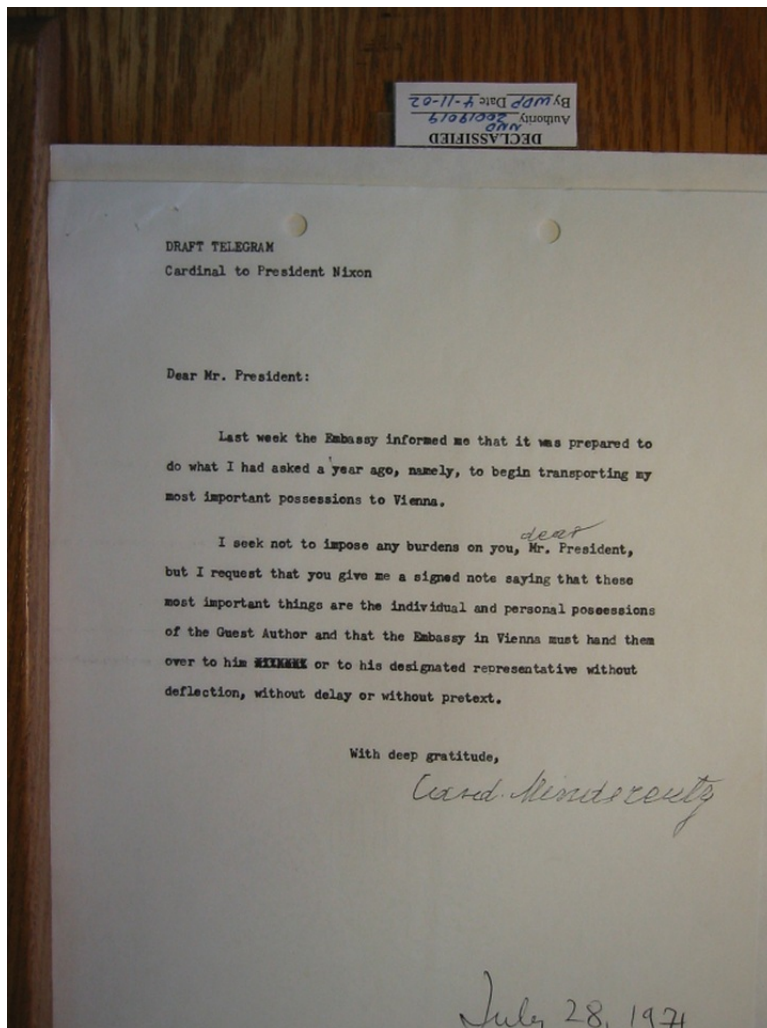 DECLASSIFIED
Authority NND 20019019
By WDP Date 4-11-02
DRAFT TELEGRAM
Cardinal to President Nixon
Dear Mr. President:
Last week the Embassy informed me that it was prepared to
do what I had asked a year ago, namely, to begin transporting my
most important possessions to Vienna.
dear
I seek not to impose any burdens on you, Mr. President,
but I request that you give me a signed note saying that these
most important things are the individual and personal possessions
of the Guest Author and that the Embassy in Vienna must hand them
over to him or to his designated representative without
deflection, without delay or without pretext.
With deep gratitude,
Card. Mindszenty
July 28, 1971